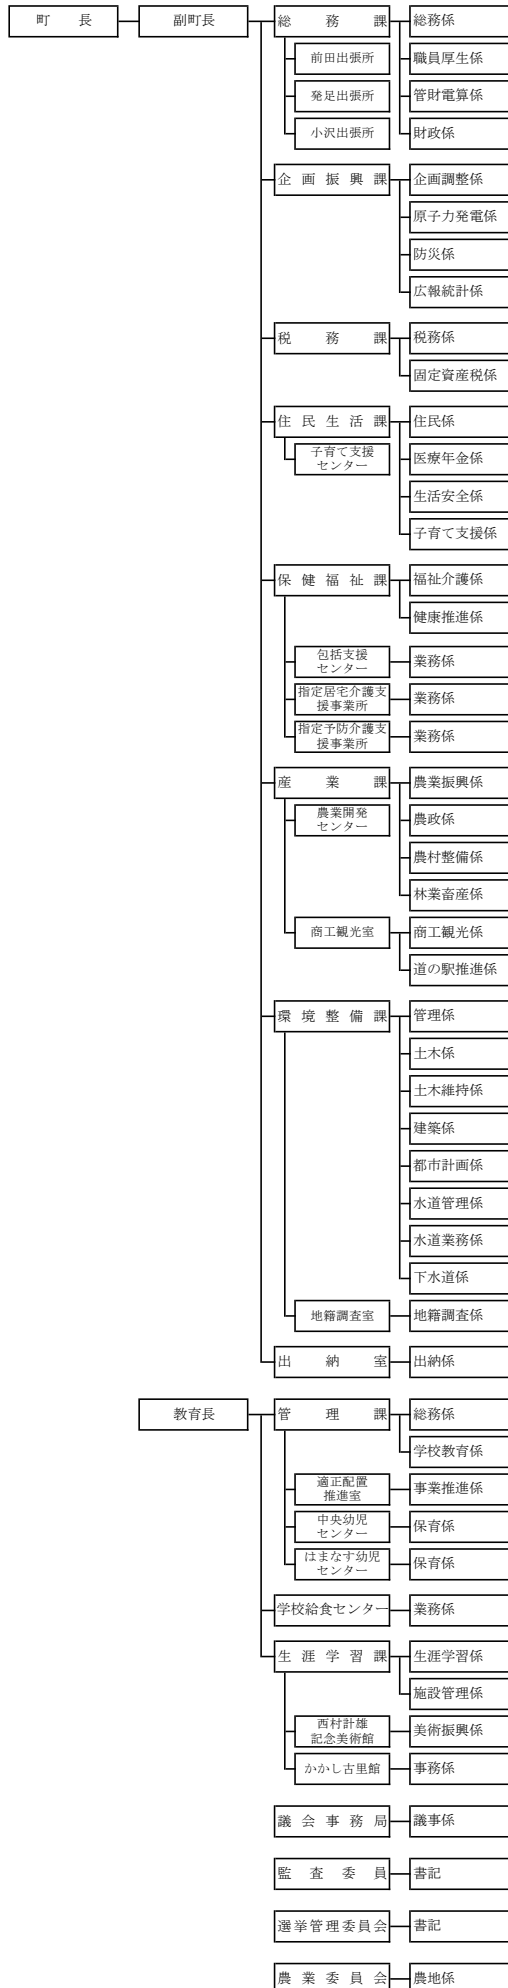 町長
副町長
総務課
総務係
前田出張所
職員厚生係
発足出張所
管財電算係
小沢出張所
財政係
企画振興課
企画調整係
原子力発電係
防災係
広報統計係
税務課
税務係
固定資産税係
住民生活課
住民係
子育て支援
センター
医療年金係
生活安全係
子育て支援係
保健福祉課
福祉介護係
健康推進係
包括支援
センター
業務係
指定居宅介護支
援事業所
業務係
指定予防介護支
援事業所
業務係
産業課
農業振興係
農業開発
センター
農政係
農村整備係
林業畜産係
商工観光室
商工観光係
道の駅推進係
環境整備課
管理係
土木係
土木維持係
建築係
都市計画係
水道管理係
水道業務係
下水道係
地籍調査室
地籍調査係
出納室
出納係
教育長
管理課
総務係
学校教育係
適正配置
推進室
事業推進係
中央幼児
センター
保育係
はまなす幼児
センター
保育係
学校給食センター
業務係
生涯学習課
生涯学習係
施設管理係
西村計雄
記念美術館
美術振興係
かかし古里館
事務係
議会事務局
議事係
監査委員
書記
選挙管理委員会
書記
農業委員会
農地係